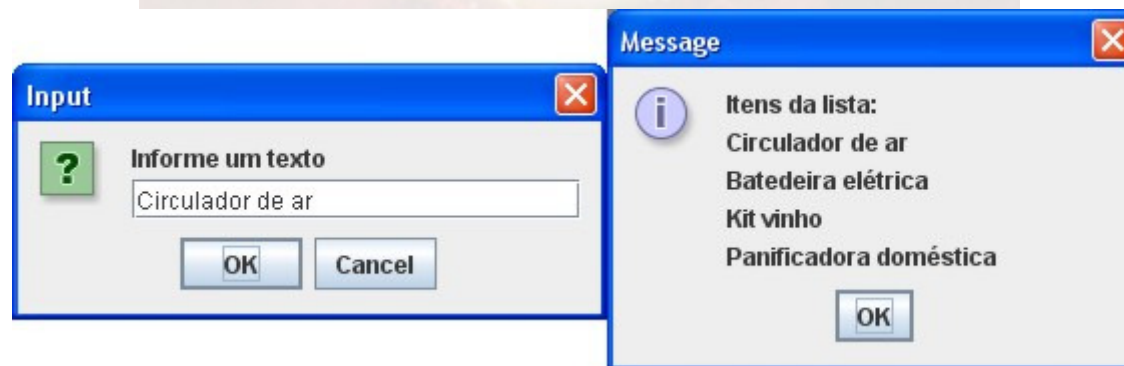 Input
Informe um texto
Circulador de ar
OK Cancel
Message
Itens da lista:
Circulador de ar
Batedeira elétrica
Kit vinho
Panificadora doméstica
OK